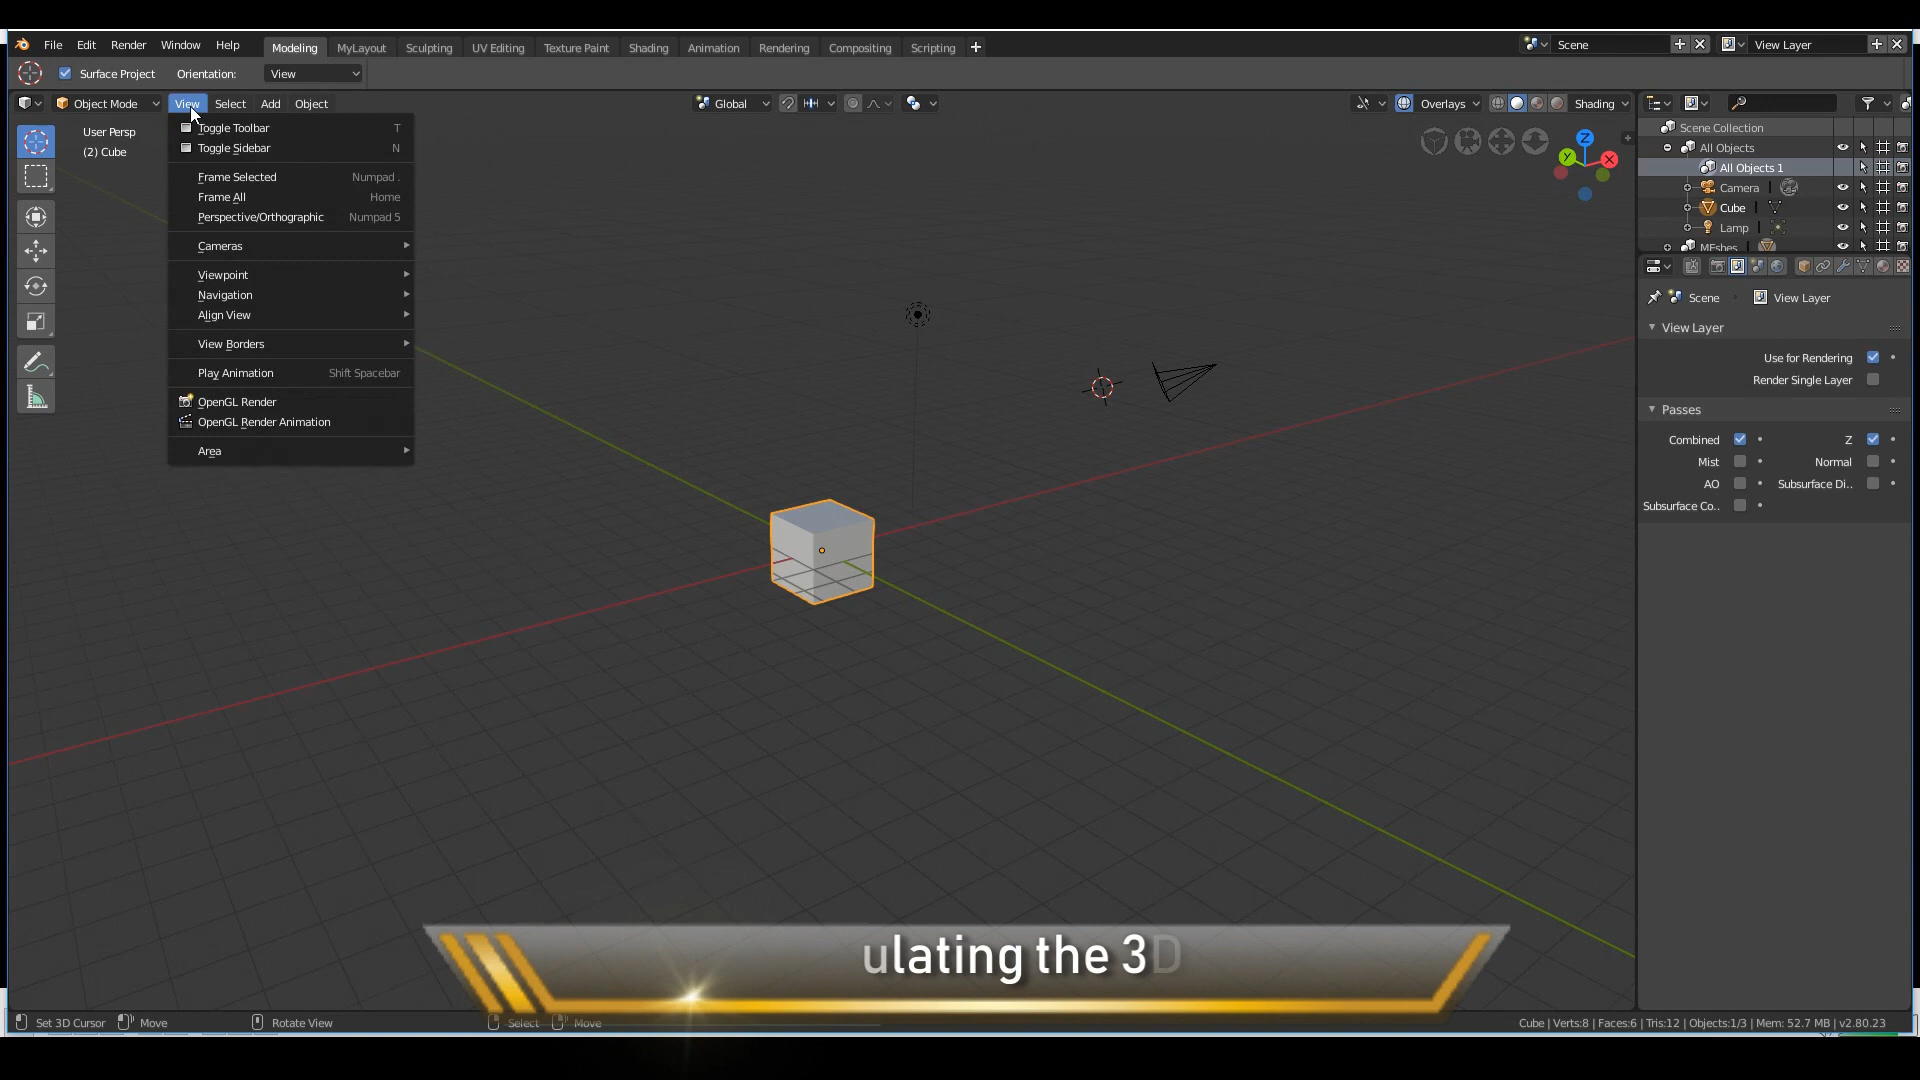 File Edit Render Window Help Modeling MyLayout Sculpting UV Editing Texture Paint Shading Animation Rendering Compositing Scripting + Scene View Layer
Surface Project Orientation: View
Object Mode View Select Add Object Global Overlays Shading
User Persp
(2) Cube
Toggle Toolbar T
Toggle Sidebar N
Frame Selected Numpad .
Frame All Home
Perspective/Orthographic Numpad 5
Cameras
Viewpoint
Navigation
Align View
View Borders
Play Animation Shift Spacebar
OpenGL Render
OpenGL Render Animation
Area
Z
Y
X
Scene Collection
All Objects
All Objects 1
Camera
Cube
Lamp
MEshes
Scene View Layer
View Layer
Use for Rendering
Render Single Layer
Passes
Combined Z
Mist Normal
AO Subsurface Di..
Subsurface Co..
ulating the 3D
Set 3D Cursor Move Rotate View Select Move Cube | Verts:8 | Faces:6 | Tris:12 | Objects:1/3 | Mem: 52.7 MB | v2.80.23